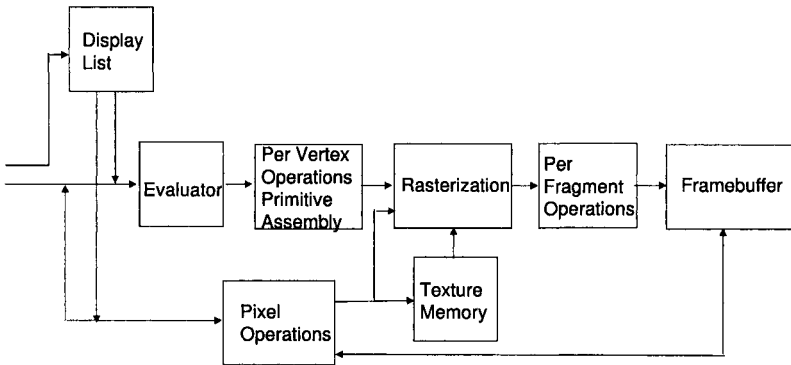 Display
List
Evaluator
Per Vertex
Operations
Primitive
Assembly
Rasterization
Per
Fragment
Operations
Framebuffer
Pixel
Operations
Texture
Memory